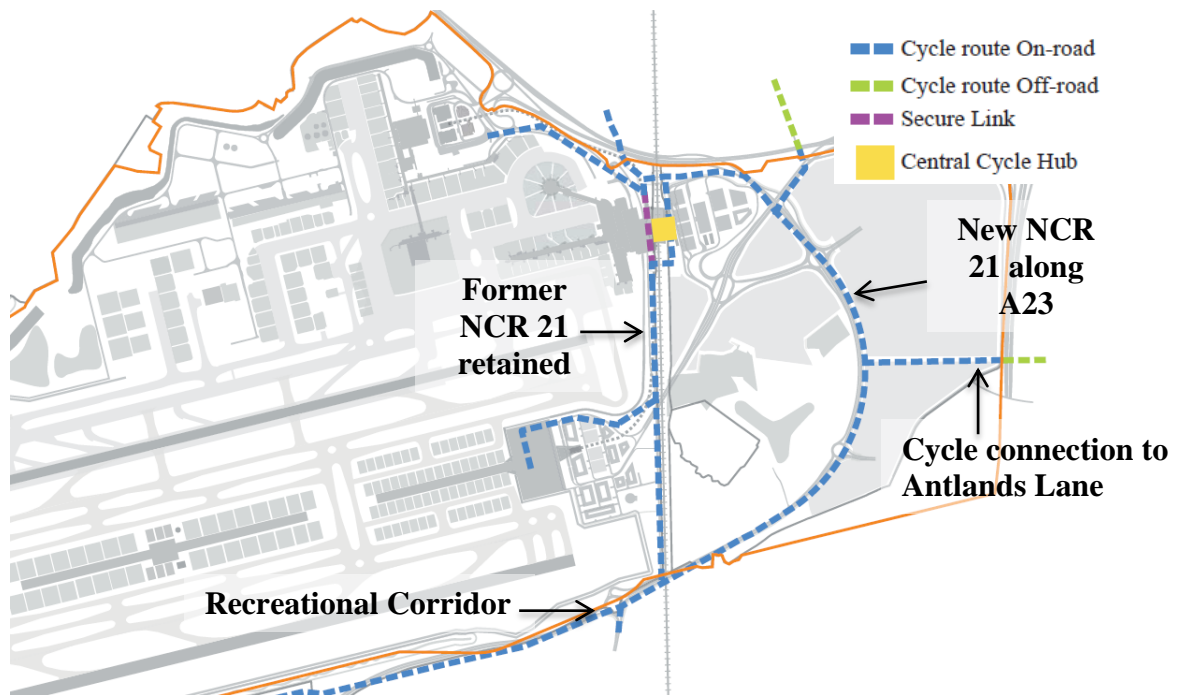 Cycle route On-road
Cycle route Off-road
Secure Link
Central Cycle Hub
New NCR
21 along
A23
Former
NCR 21
retained
Cycle connection to
Antlands Lane
Recreational Corridor